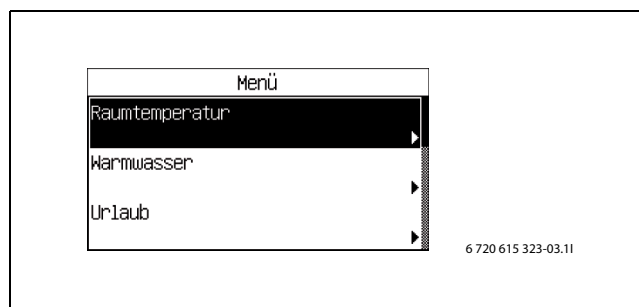 Menü
Raumtemperatur
Warmwasser
Urlaub
6 720 615 323-03.1I